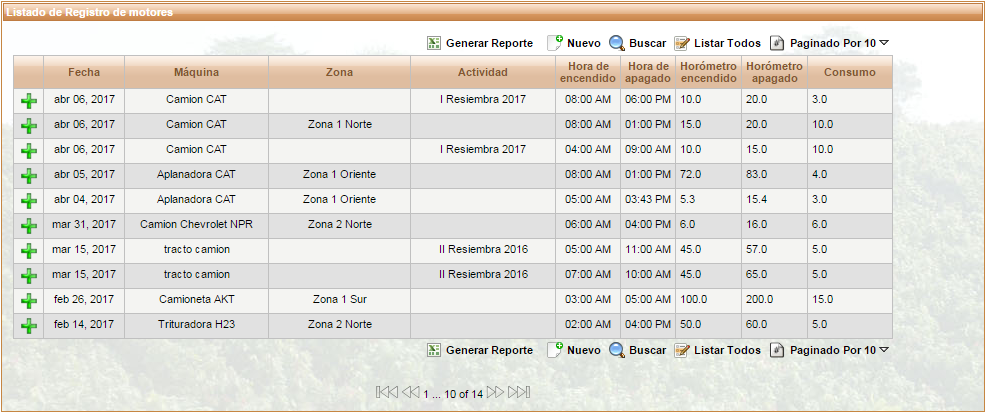 Listado de Registro de motores
Generar Reporte Nuevo Buscar Listar Todos Paginado Por 10
Fecha Máquina Zona Actividad Hora de encendido Hora de apagado Horómetro encendido Horómetro apagado Consumo
abr 06, 2017 Camion CAT I Resiembra 2017 08:00 AM 06:00 PM 10.0 20.0 3.0
abr 06, 2017 Camion CAT Zona 1 Norte 08:00 AM 01:00 PM 15.0 20.0 10.0
abr 06, 2017 Camion CAT I Resiembra 2017 04:00 AM 09:00 AM 10.0 15.0 10.0
abr 05, 2017 Aplanadora CAT Zona 1 Oriente 08:00 AM 01:00 PM 72.0 83.0 4.0
abr 04, 2017 Aplanadora CAT Zona 1 Oriente 05:00 AM 03:43 PM 5.3 15.4 3.0
mar 31, 2017 Camion Chevrolet NPR Zona 2 Norte 06:00 AM 04:00 PM 6.0 16.0 6.0
mar 15, 2017 tracto camion II Resiembra 2016 05:00 AM 11:00 AM 45.0 57.0 5.0
mar 15, 2017 tracto camion II Resiembra 2016 07:00 AM 10:00 AM 45.0 65.0 5.0
feb 26, 2017 Camioneta AKT Zona 1 Sur 03:00 AM 05:00 AM 100.0 200.0 15.0
feb 14, 2017 Trituradora H23 Zona 2 Norte 02:00 AM 04:00 PM 50.0 60.0 5.0
Generar Reporte Nuevo Buscar Listar Todos Paginado Por 10
1 ... 10 of 14